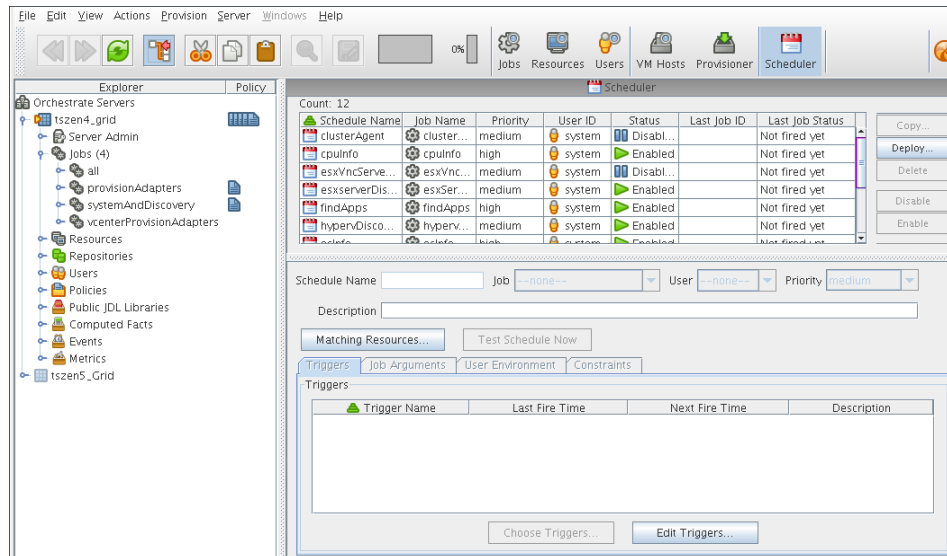 File Edit View Actions Provision Server Windows Help
0%
Jobs Resources Users VM Hosts Provisioner Scheduler
Explorer Policy
Orchestrate Servers
tszen4_grid
Server Admin
Jobs (4)
all
provisionAdapters
systemAndDiscovery
vcenterProvisionAdapters
Resources
Repositories
Users
Policies
Public JDL Libraries
Computed Facts
Events
Metrics
tszen5_Grid
Scheduler
Count: 12
Schedule Name Job Name Priority User ID Status Last Job ID Last Job Status
clusterAgent cluster... medium system Disabl... Not fired yet
cpuInfo cpuInfo high system Enabled Not fired yet
esxVncServe... esxVnc... medium system Disabl... Not fired yet
esxserverDis... esxSer... medium system Enabled Not fired yet
findApps findApps high system Enabled Not fired yet
hypervDisco... hyperv... medium system Enabled Not fired yet
Copy...
Deploy...
Delete
Disable
Enable
Schedule Name Job --none-- User --none-- Priority medium
Description
Matching Resources... Test Schedule Now
Triggers Job Arguments User Environment Constraints
Triggers
Trigger Name Last Fire Time Next Fire Time Description
Choose Triggers... Edit Triggers...